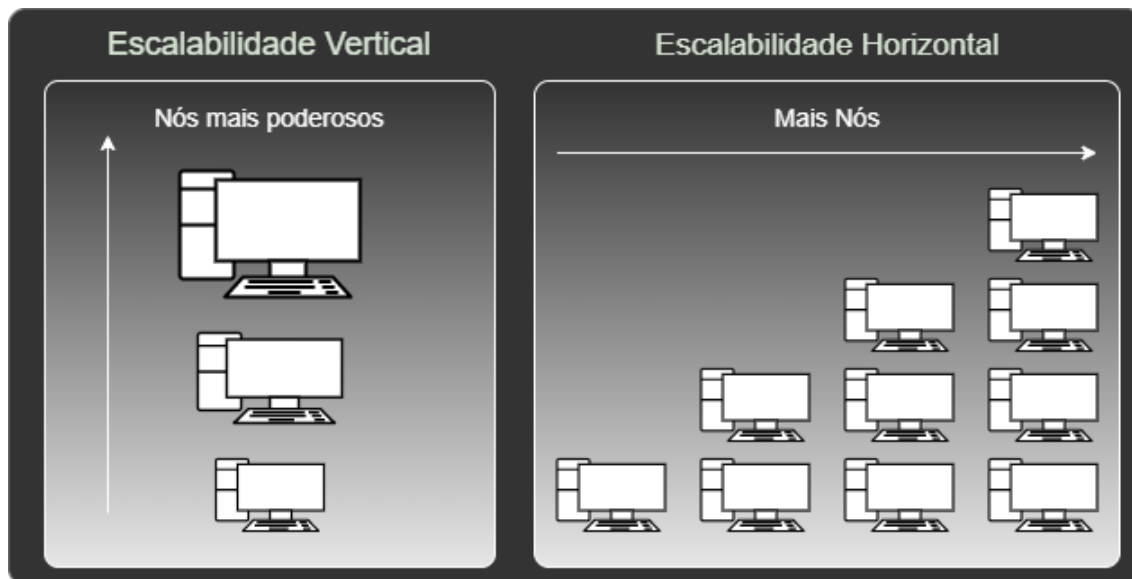 Escalabilidade Vertical
Escalabilidade Horizontal
Nós mais poderosos
Mais Nós